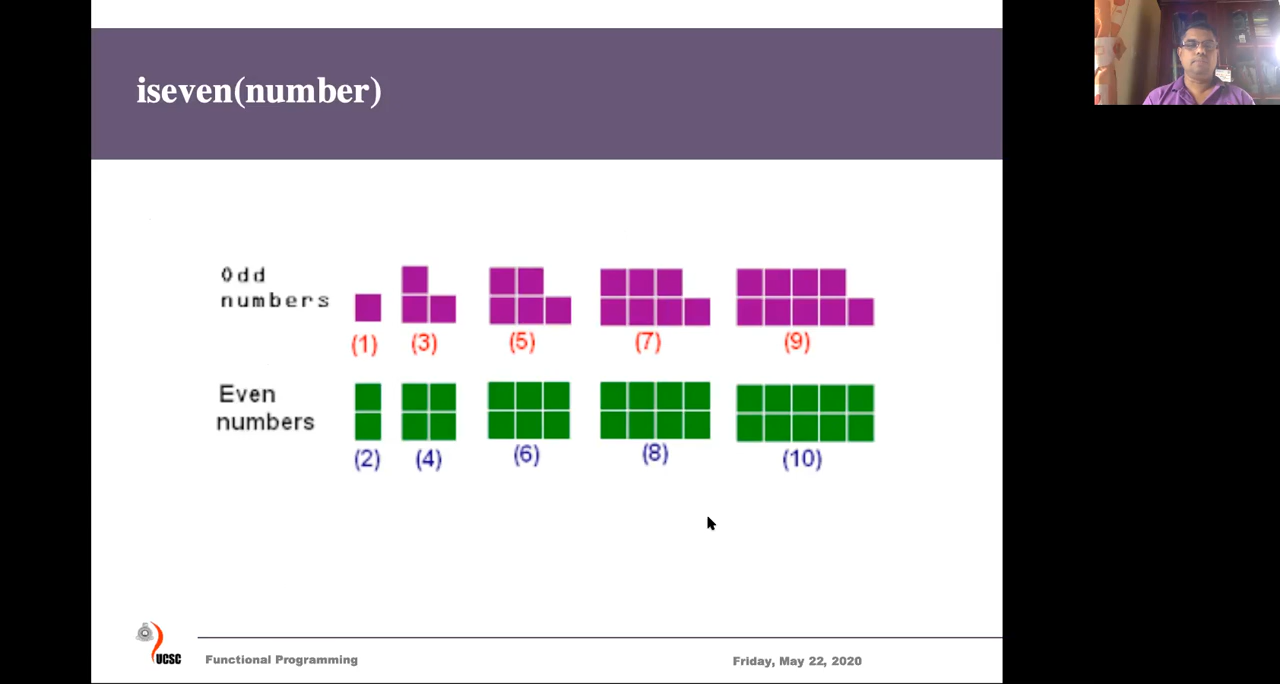 iseven(number)
Odd
numbers
(1) (3) (5) (7) (9)
Even
numbers
(2) (4) (6) (8) (10)
UCSC
Functional Programming
Friday, May 22, 2020